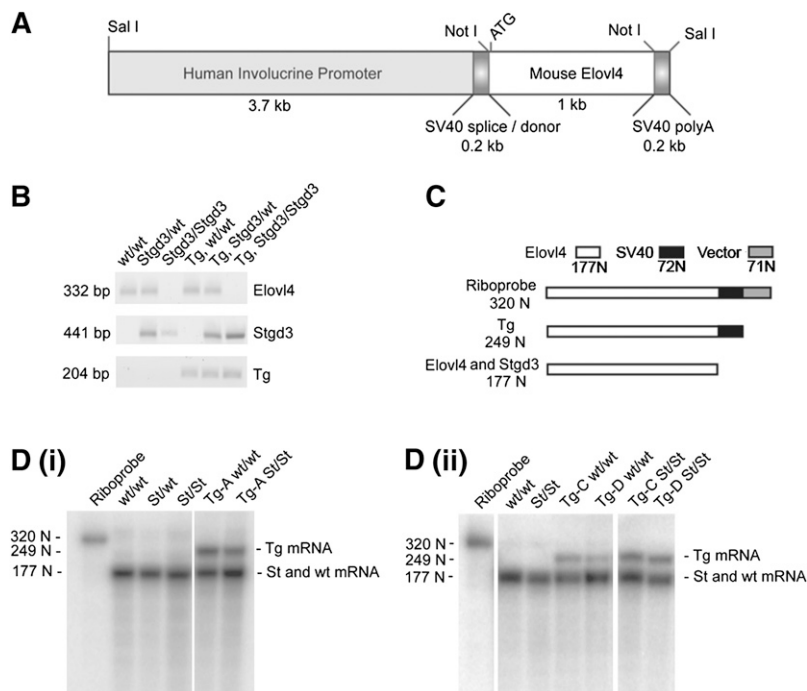 A
Sal I
Not I
ATG
Not I
Sal I
Human Involucrine Promoter
Mouse Elovl4
3.7 kb
1 kb
SV40 splice / donor
0.2 kb
SV40 polyA
0.2 kb
B
wt/wt
Stgd3/wt
Stgd3/Stgd3
Tg, wt/wt
Tg, Stgd3/wt
Tg, Stgd3/Stgd3
332 bp
Elovl4
441 bp
Stgd3
204 bp
Tg
C
Elovl4
177N
SV40
72N
Vector
71N
Riboprobe
320 N
Tg
249 N
Elovl4 and Stgd3
177 N
D (i)
Riboprobe
wt/wt
St/wt
St/St
Tg-A wt/wt
Tg-A St/St
320 N -
249 N -
177 N -
- Tg mRNA
- St and wt mRNA
D (ii)
Riboprobe
wt/wt
St/St
Tg-C wt/wt
Tg-D wt/wt
Tg-C St/St
Tg-D St/St
320 N -
249 N -
177 N -
- Tg mRNA
- St and wt mRNA